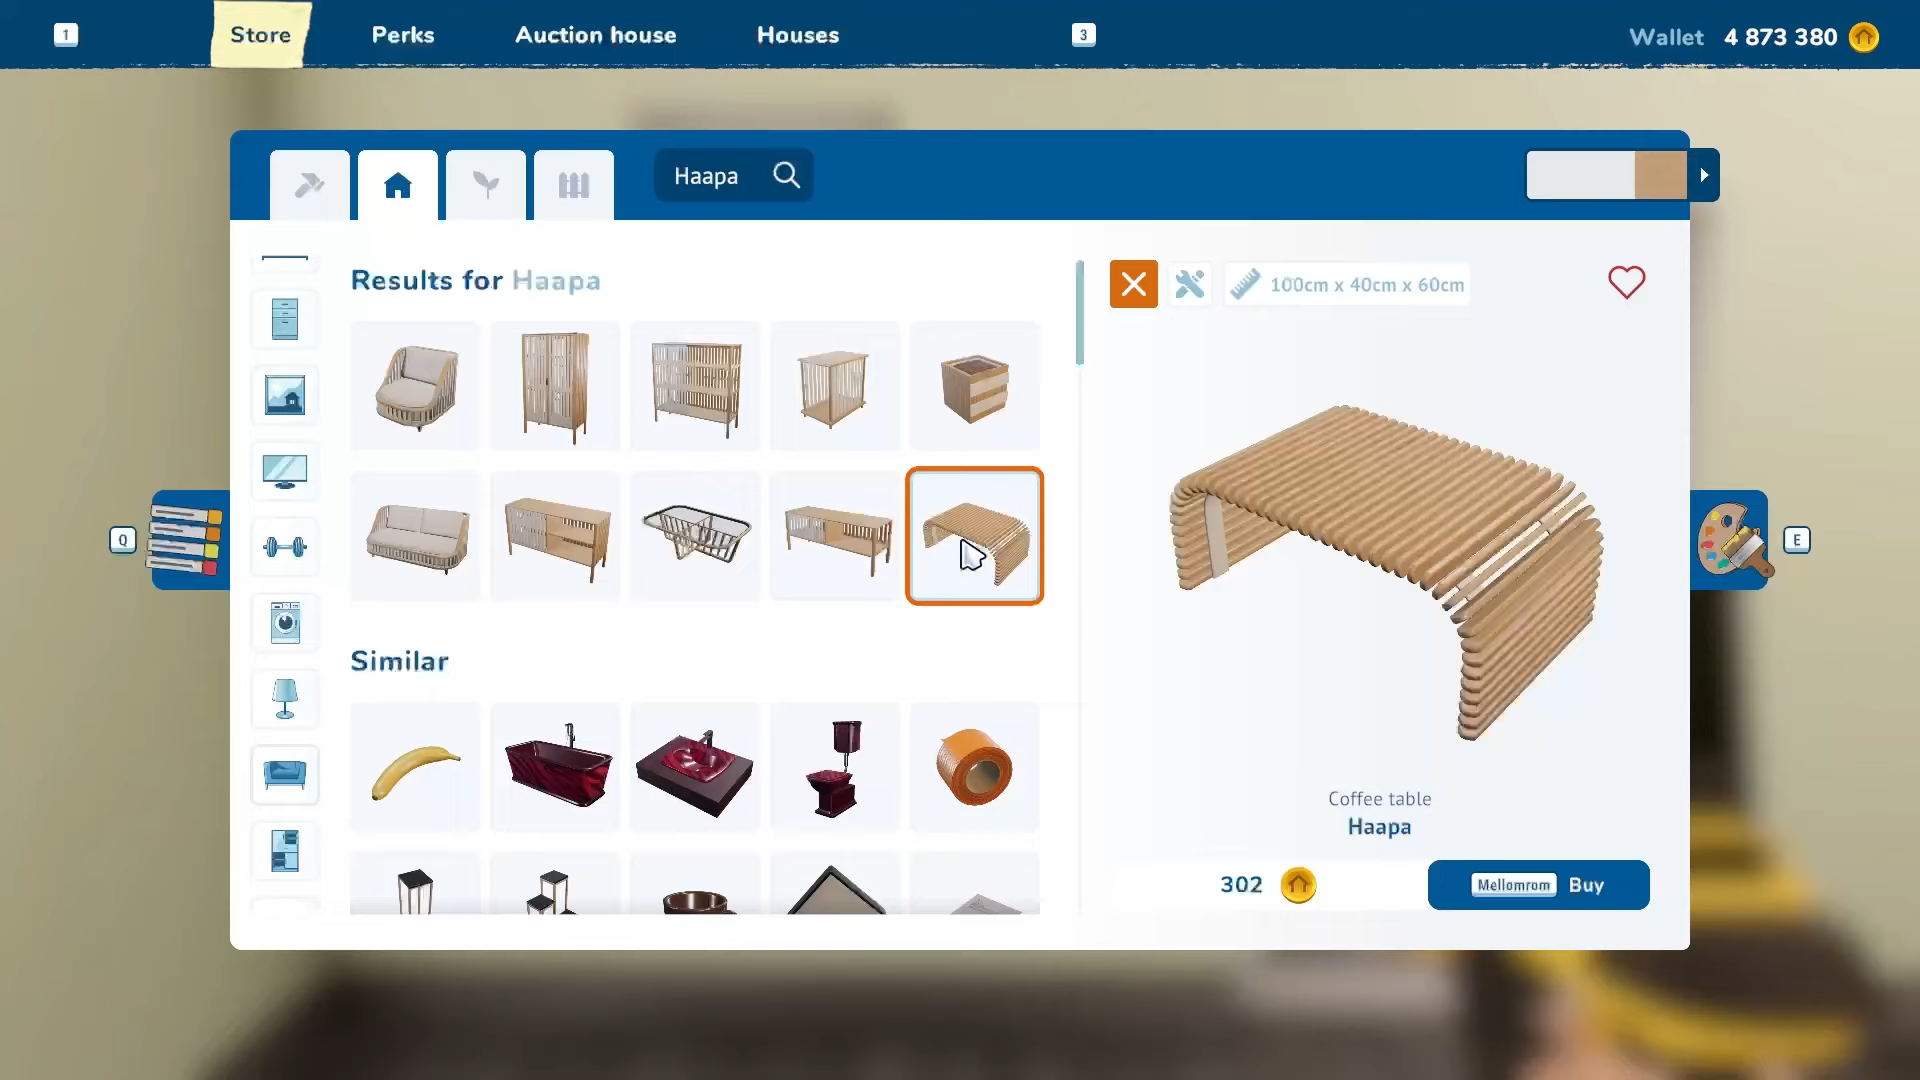 1
Store
Perks
Auction house
Houses
3
Wallet 4 873 380
Haapa
Results for Haapa
100cm x 40cm x 60cm
Q
E
Similar
Coffee table
Haapa
302
Mellomrom Buy